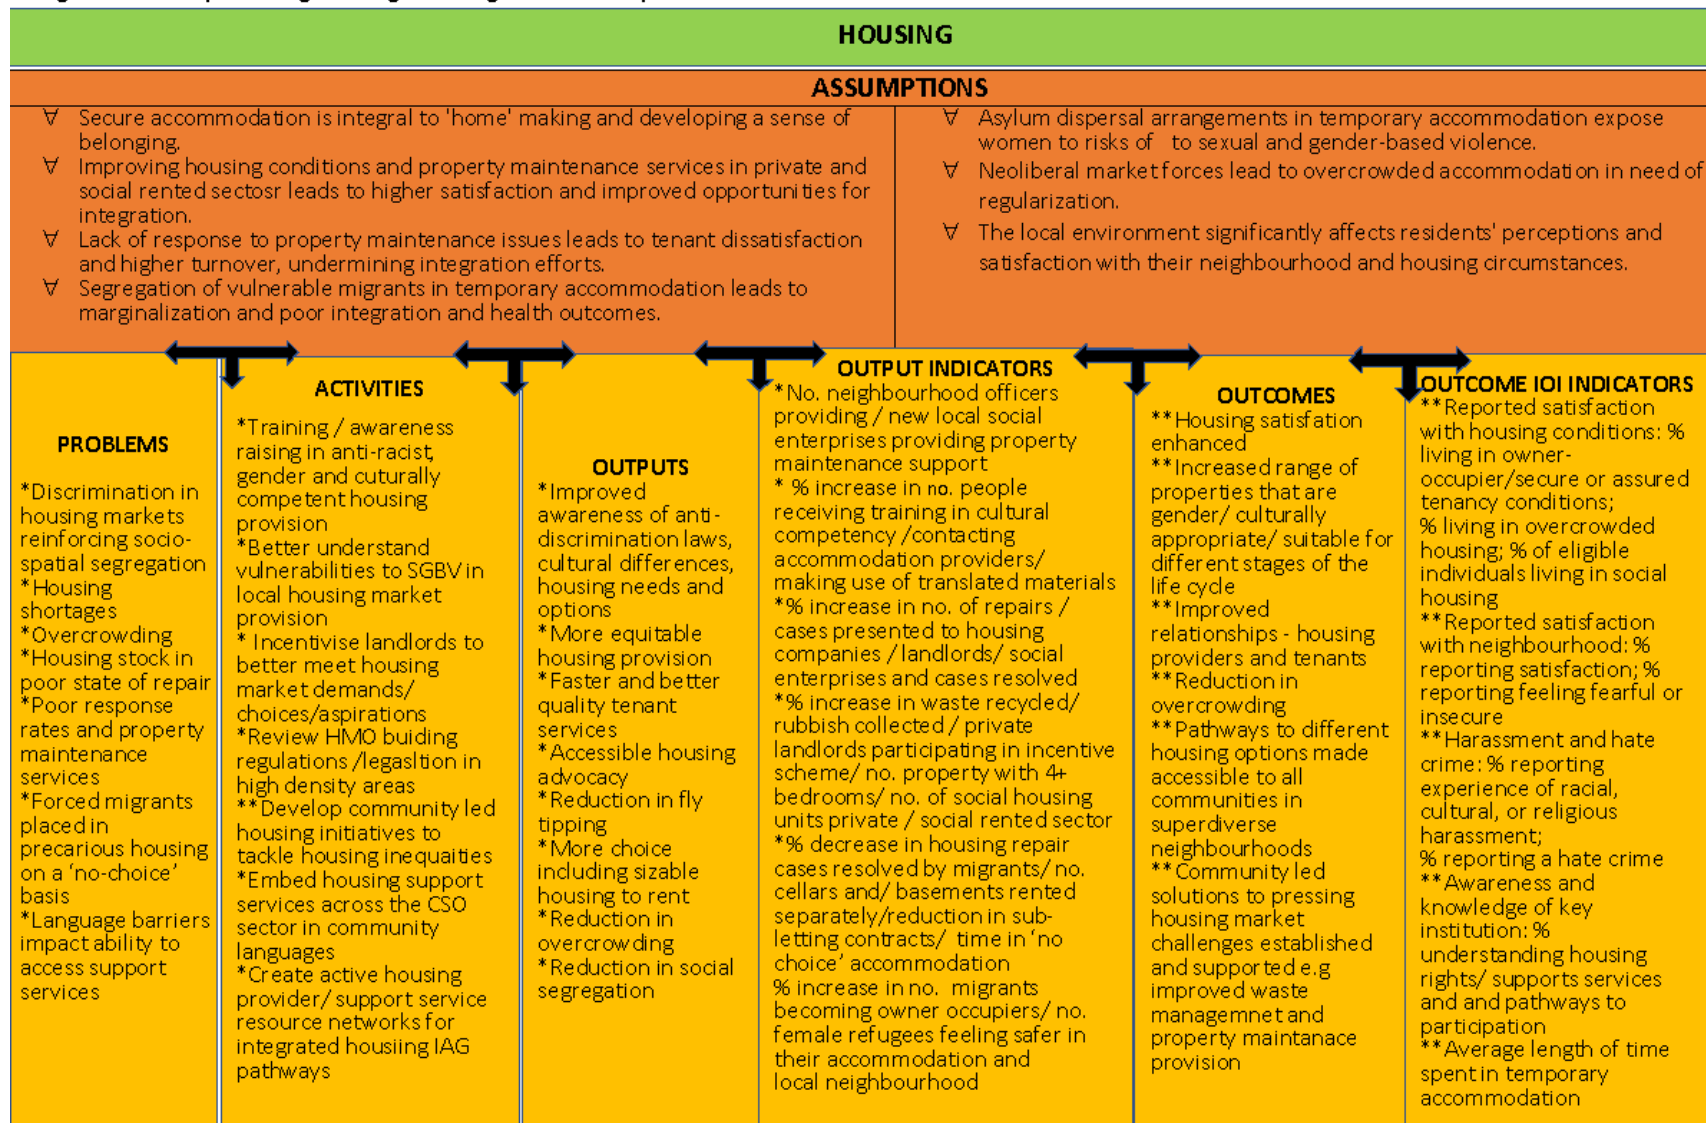 HOUSING
ASSUMPTIONS
∀ Secure accommodation is integral to 'home' making and developing a sense of
belonging.
∀ Improving housing conditions and property maintenance services in private and
social rented sectosr leads to higher satisfaction and improved opportunities for
integration.
∀ Lack of response to property maintenance issues leads to tenant dissatisfaction
and higher turnover, undermining integration efforts.
∀ Segregation of vulnerable migrants in temporary accommodation leads to
marginalization and poor integration and health outcomes.
∀ Asylum dispersal arrangements in temporary accommodation expose
women to risks of to sexual and gender-based violence.
∀ Neoliberal market forces lead to overcrowded accommodation in need of
regularization.
∀ The local environment significantly affects residents' perceptions and
satisfaction with their neighbourhood and housing circumstances.
PROBLEMS
*Discrimination in
housing markets
reinforcing socio-
spatial segregation
*Housing
shortages
*Overcrowding
*Housing stock in
poor state of repair
*Poor response
rates and property
maintenance
services
*Forced migrants
placed in
precarious housing
on a ‘no-choice’
basis
*Language barriers
impact ability to
access support
services
ACTIVITIES
*Training / awareness
raising in anti-racist,
gender and cuturally
competent housing
provision
*Better understand
vulnerabilities to SGBV in
local housing market
provision
* Incentivise landlords to
better meet housing
market demands/
choices/aspirations
*Review HMO buiding
regulations /legasltion in
high density areas
**Develop community led
housing initiatives to
tackle housing inequaities
*Embed housing support
services across the CSO
sector in community
languages
*Create active housing
provider/ support service
resource networks for
integrated housiing IAG
pathways
OUTPUTS
*Improved
awareness of anti-
discrimination laws,
cultural differences,
housing needs and
options
*More equitable
housing provision
*Faster and better
quality tenant
services
*Accessible housing
advocacy
*Reduction in fly
tipping
*More choice
including sizable
housing to rent
*Reduction in
overcrowding
*Reduction in social
segregation
OUTPUT INDICATORS
*No. neighbourhood officers
providing / new local social
enterprises providing property
maintenance support
* % increase in no. people
receiving training in cultural
competency /contacting
accommodation providers/
making use of translated materials
*% increase in no. of repairs /
cases presented to housing
companies / landlords/ social
enterprises and cases resolved
*% increase in waste recycled/
rubbish collected / private
landlords participating in incentive
scheme/ no. property with 4+
bedrooms/ no. of social housing
units private / social rented sector
*% decrease in housing repair
cases resolved by migrants/ no.
cellars and/ basements rented
separately/reduction in sub-
letting contracts/ time in ‘no
choice’ accommodation
% increase in no. migrants
becoming owner occupiers/ no.
female refugees feeling safer in
their accommodation and
local neighbourhood
OUTCOMES
**Housing satisfation
enhanced
**Increased range of
properties that are
gender/ culturally
appropriate/ suitable for
different stages of the
life cycle
**Improved
relationships - housing
providers and tenants
**Reduction in
overcrowding
**Pathways to different
housing options made
accessible to all
communities in
superdiverse
neighbourhoods
**Community led
solutions to pressing
housing market
challenges established
and supported e.g
improved waste
managemnet and
property maintanace
provision
OUTCOME IOI INDICATORS
**Reported satisfaction
with housing conditions: %
living in owner-
occupier/secure or assured
tenancy conditions;
% living in overcrowded
housing; % of eligible
individuals living in social
housing
**Reported satisfaction
with neighbourhood: %
reporting satisfaction; %
reporting feeling fearful or
insecure
**Harassment and hate
crime: % reporting
experience of racial,
cultural, or religious
harassment;
% reporting a hate crime
**Awareness and
knowledge of key
institution: %
understanding housing
rights/ supports services
and and pathways to
participation
**Average length of time
spent in temporary
accommodation